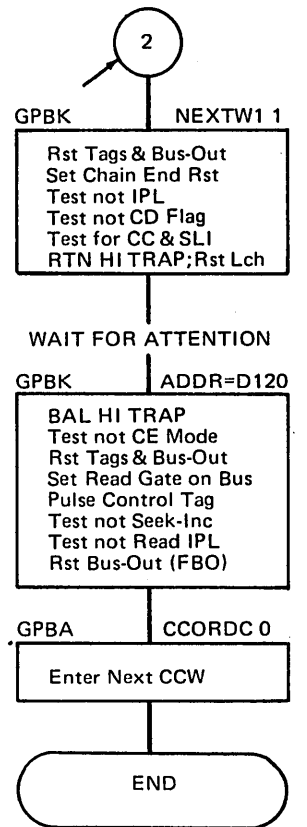 2
GPBK NEXTW1 1
Rst Tags & Bus-Out
Set Chain End Rst
Test not IPL
Test not CD Flag
Test for CC & SLI
RTN HI TRAP; Rst Lch
WAIT FOR ATTENTION
GPBK ADDR=D120
BAL HI TRAP
Test not CE Mode
Rst Tags & Bus-Out
Set Read Gate on Bus
Pulse Control Tag
Test not Seek-Inc
Test not Read IPL
Rst Bus-Out (FBO)
GPBA CCORDC 0
Enter Next CCW
END